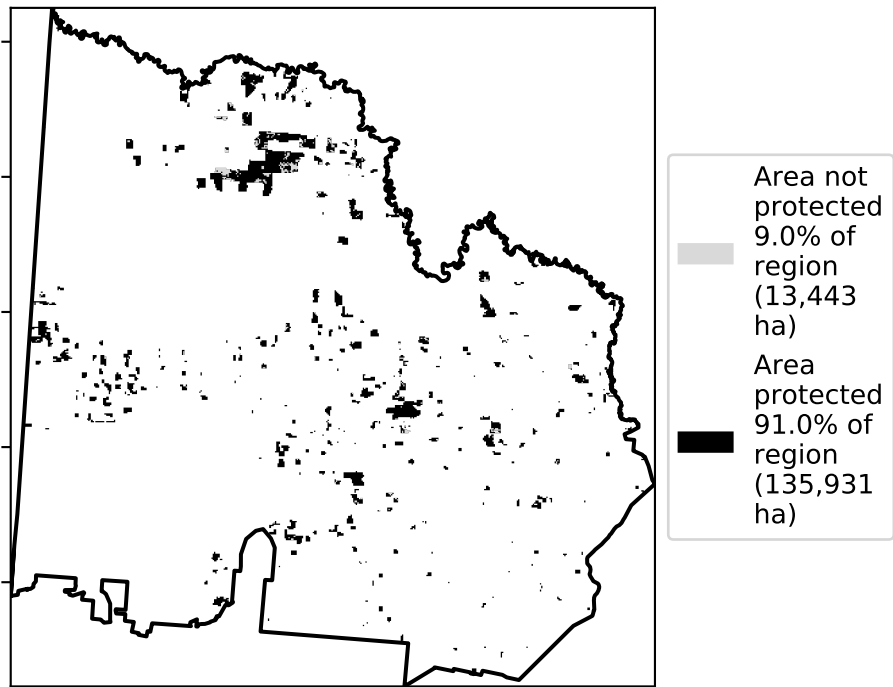 Area not
protected
9.0% of
region
(13,443
ha)
Area
protected
91.0% of
region
(135,931
ha)